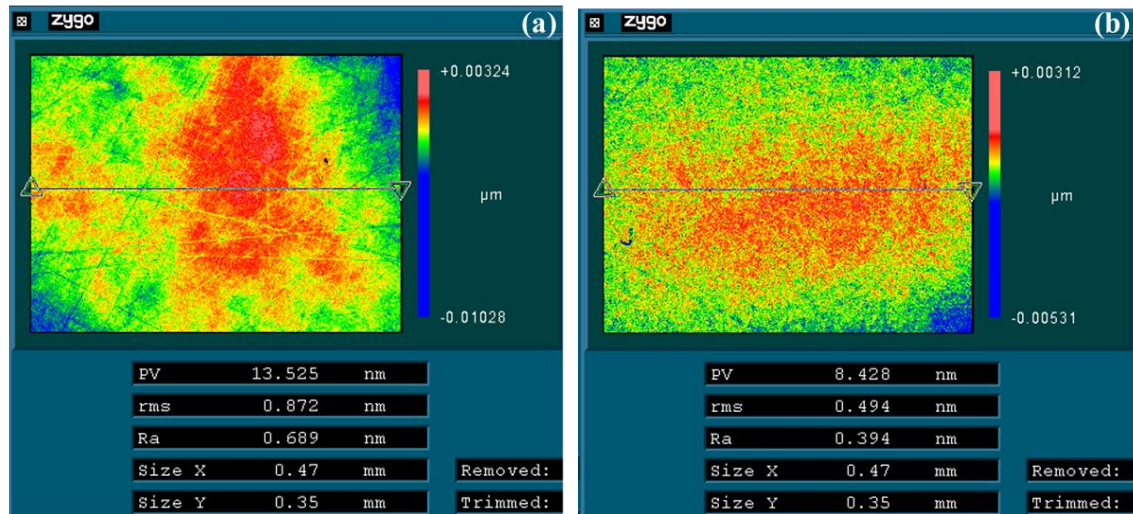 zygo (a)
+0.00324
µm
-0.01028
PV 13.525 nm
rms 0.872 nm
Ra 0.689 nm
Size X 0.47 mm
Removed:
Size Y 0.35 mm
Trimmed:
zygo (b)
+0.00312
µm
-0.00531
PV 8.428 nm
rms 0.494 nm
Ra 0.394 nm
Size X 0.47 mm
Removed:
Size Y 0.35 mm
Trimmed: